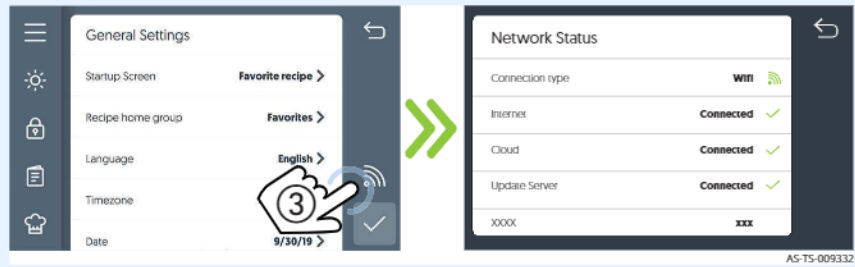 General Settings
Startup Screen Favorite recipe
Recipe home group Favorites
Language English
Timezone
Date 9/30/19
3
Network Status
Connection type Wifi
Internet Connected
Cloud Connected
Update Server Connected
XXXX xxx
AS-TS-009332